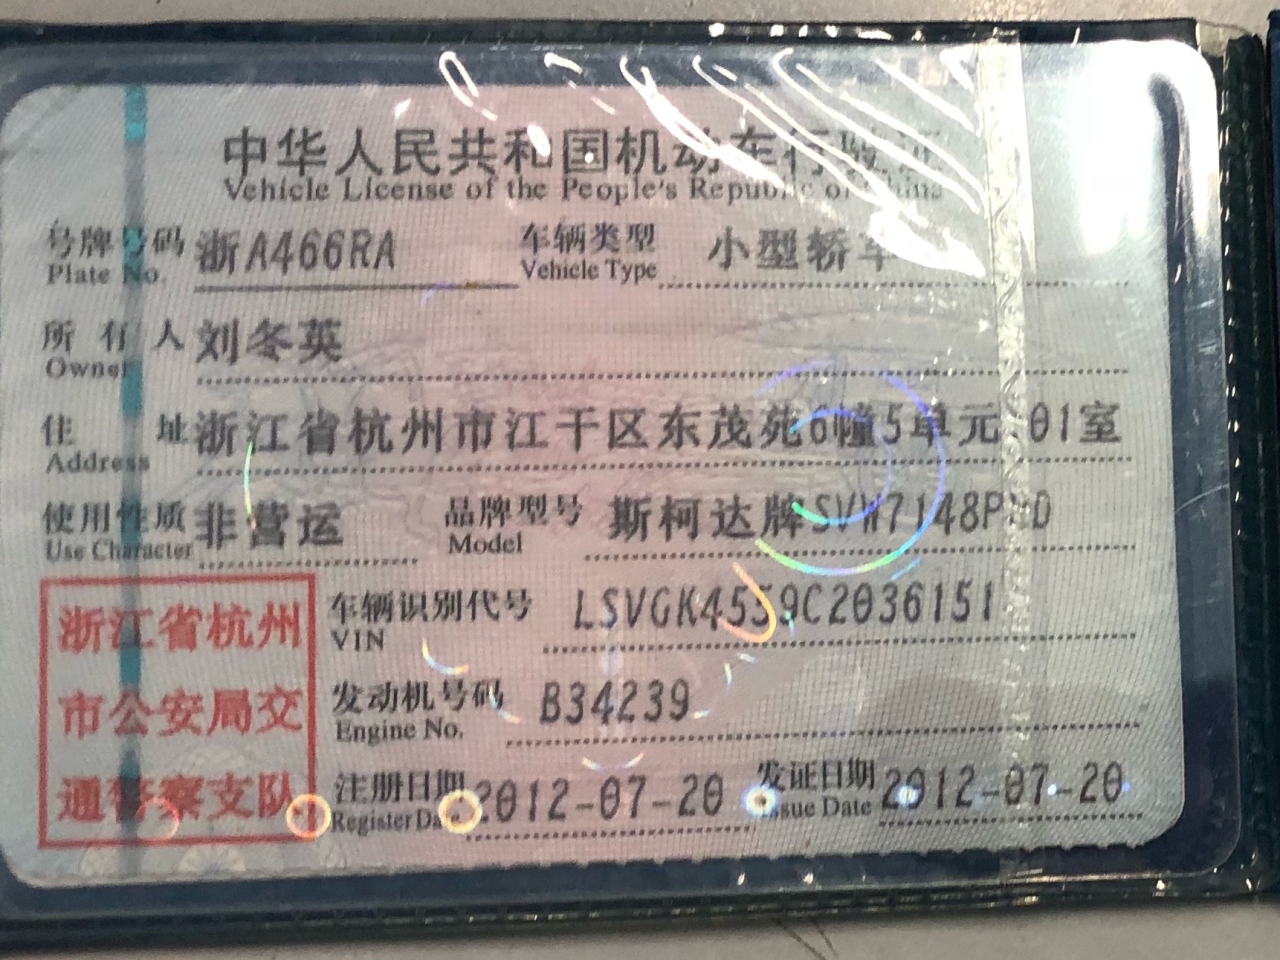 中华人民共和国机动车行驶证
Vehicle License of the People's Republic of China
号牌号码 浙A466RA 车辆类型 小型轿车
Plate No. Vehicle Type
所有人 刘冬英
Owner
住址 浙江省杭州市江干区东茂苑6幢5单元 01室
Address
使用性质 非营运 品牌型号 斯柯达牌
Use Character Model
车辆识别代号 LSVGK4559C2036151
VIN
发动机号码 B34239
Engine No.
注册日期 2012-07-20 发证日期 2012-07-20
Register Date Issue Date
浙江省杭州
市公安局交
通警察支队